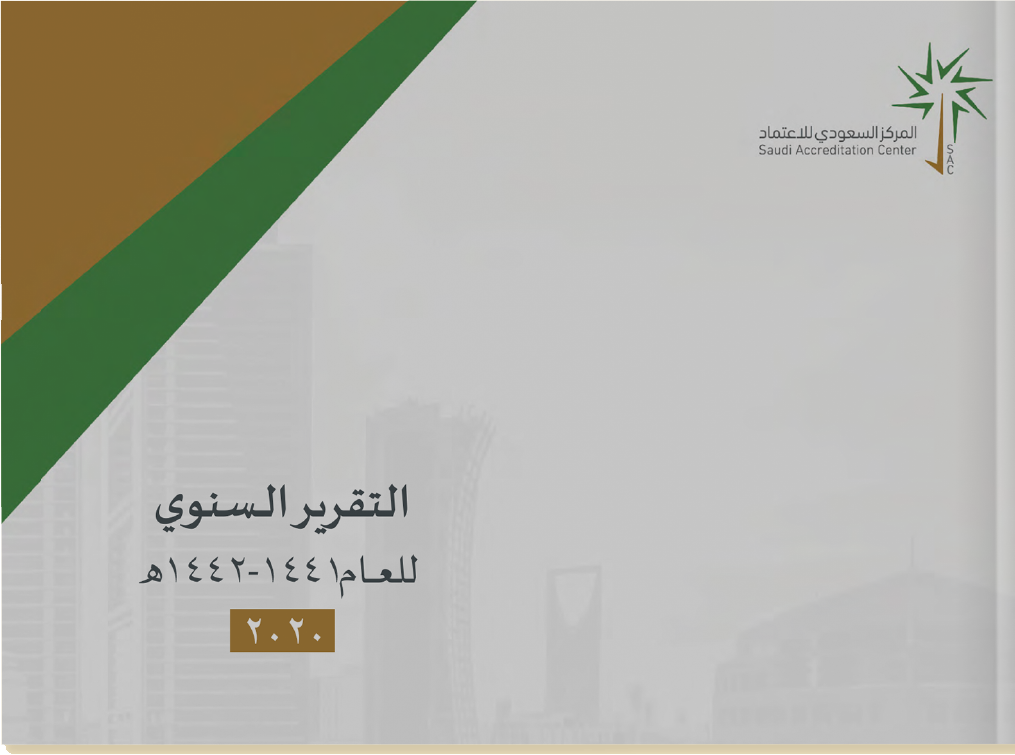 المركز السعودي للاعتماد
Saudi Accreditation Center
SAC
التقرير السنوي
للعام ١٤٤١-١٤٤٢هـ
٢٠٢٠